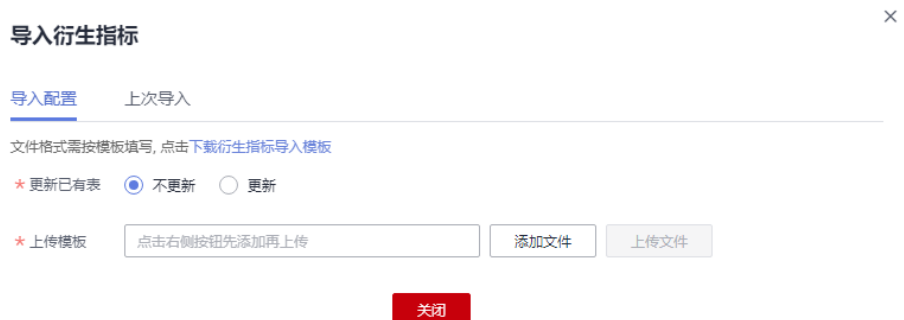 导入衍生指标
导入配置 上次导入
文件格式需按模板填写, 点击下载衍生指标导入模板
* 更新已有表 不更新 更新
* 上传模板 点击右侧按钮先添加再上传 添加文件 上传文件
关闭